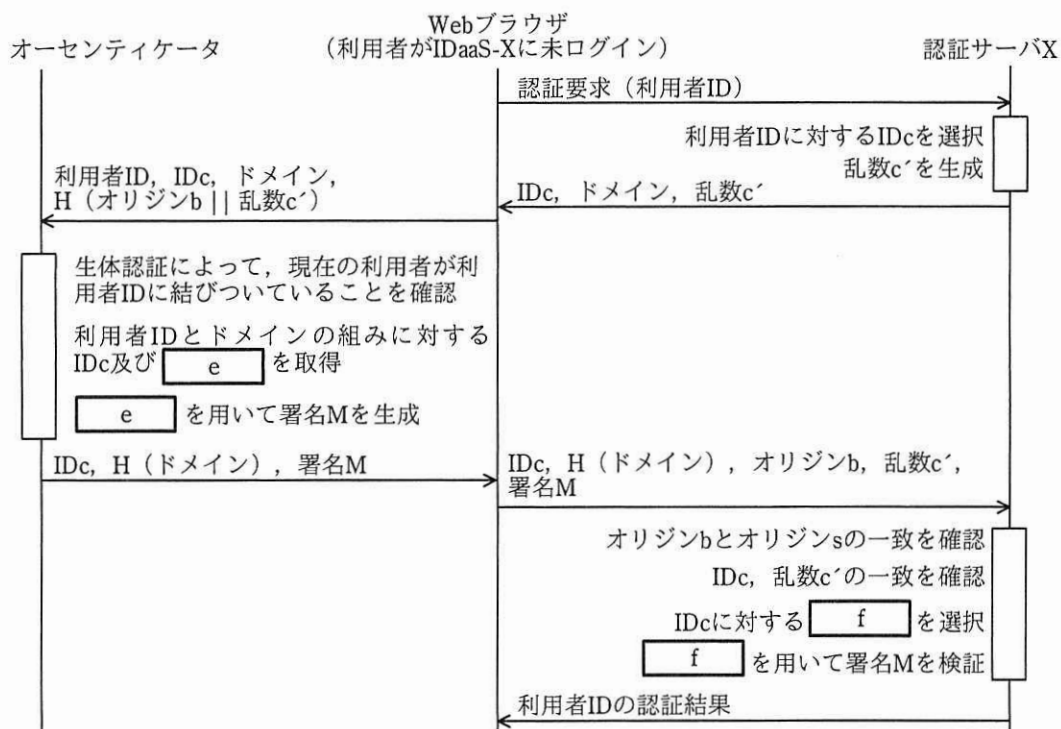 Webブラウザ
オーセンティケータ
（利用者がIDaaS-Xに未ログイン）
認証サーバX
認証要求（利用者ID）
利用者IDに対するIDcを選択
乱数c´を生成
IDc，ドメイン，乱数c´
利用者ID，IDc，ドメイン，
H（オリジンb || 乱数c´）
生体認証によって，現在の利用者が利
用者IDに結びついていることを確認
利用者IDとドメインの組みに対する
IDc及び e を取得
e を用いて署名Mを生成
IDc，H（ドメイン），署名M
IDc，H（ドメイン），オリジンb，乱数c´，
署名M
オリジンbとオリジンsの一致を確認
IDc，乱数c´の一致を確認
IDcに対する f を選択
f を用いて署名Mを検証
利用者IDの認証結果